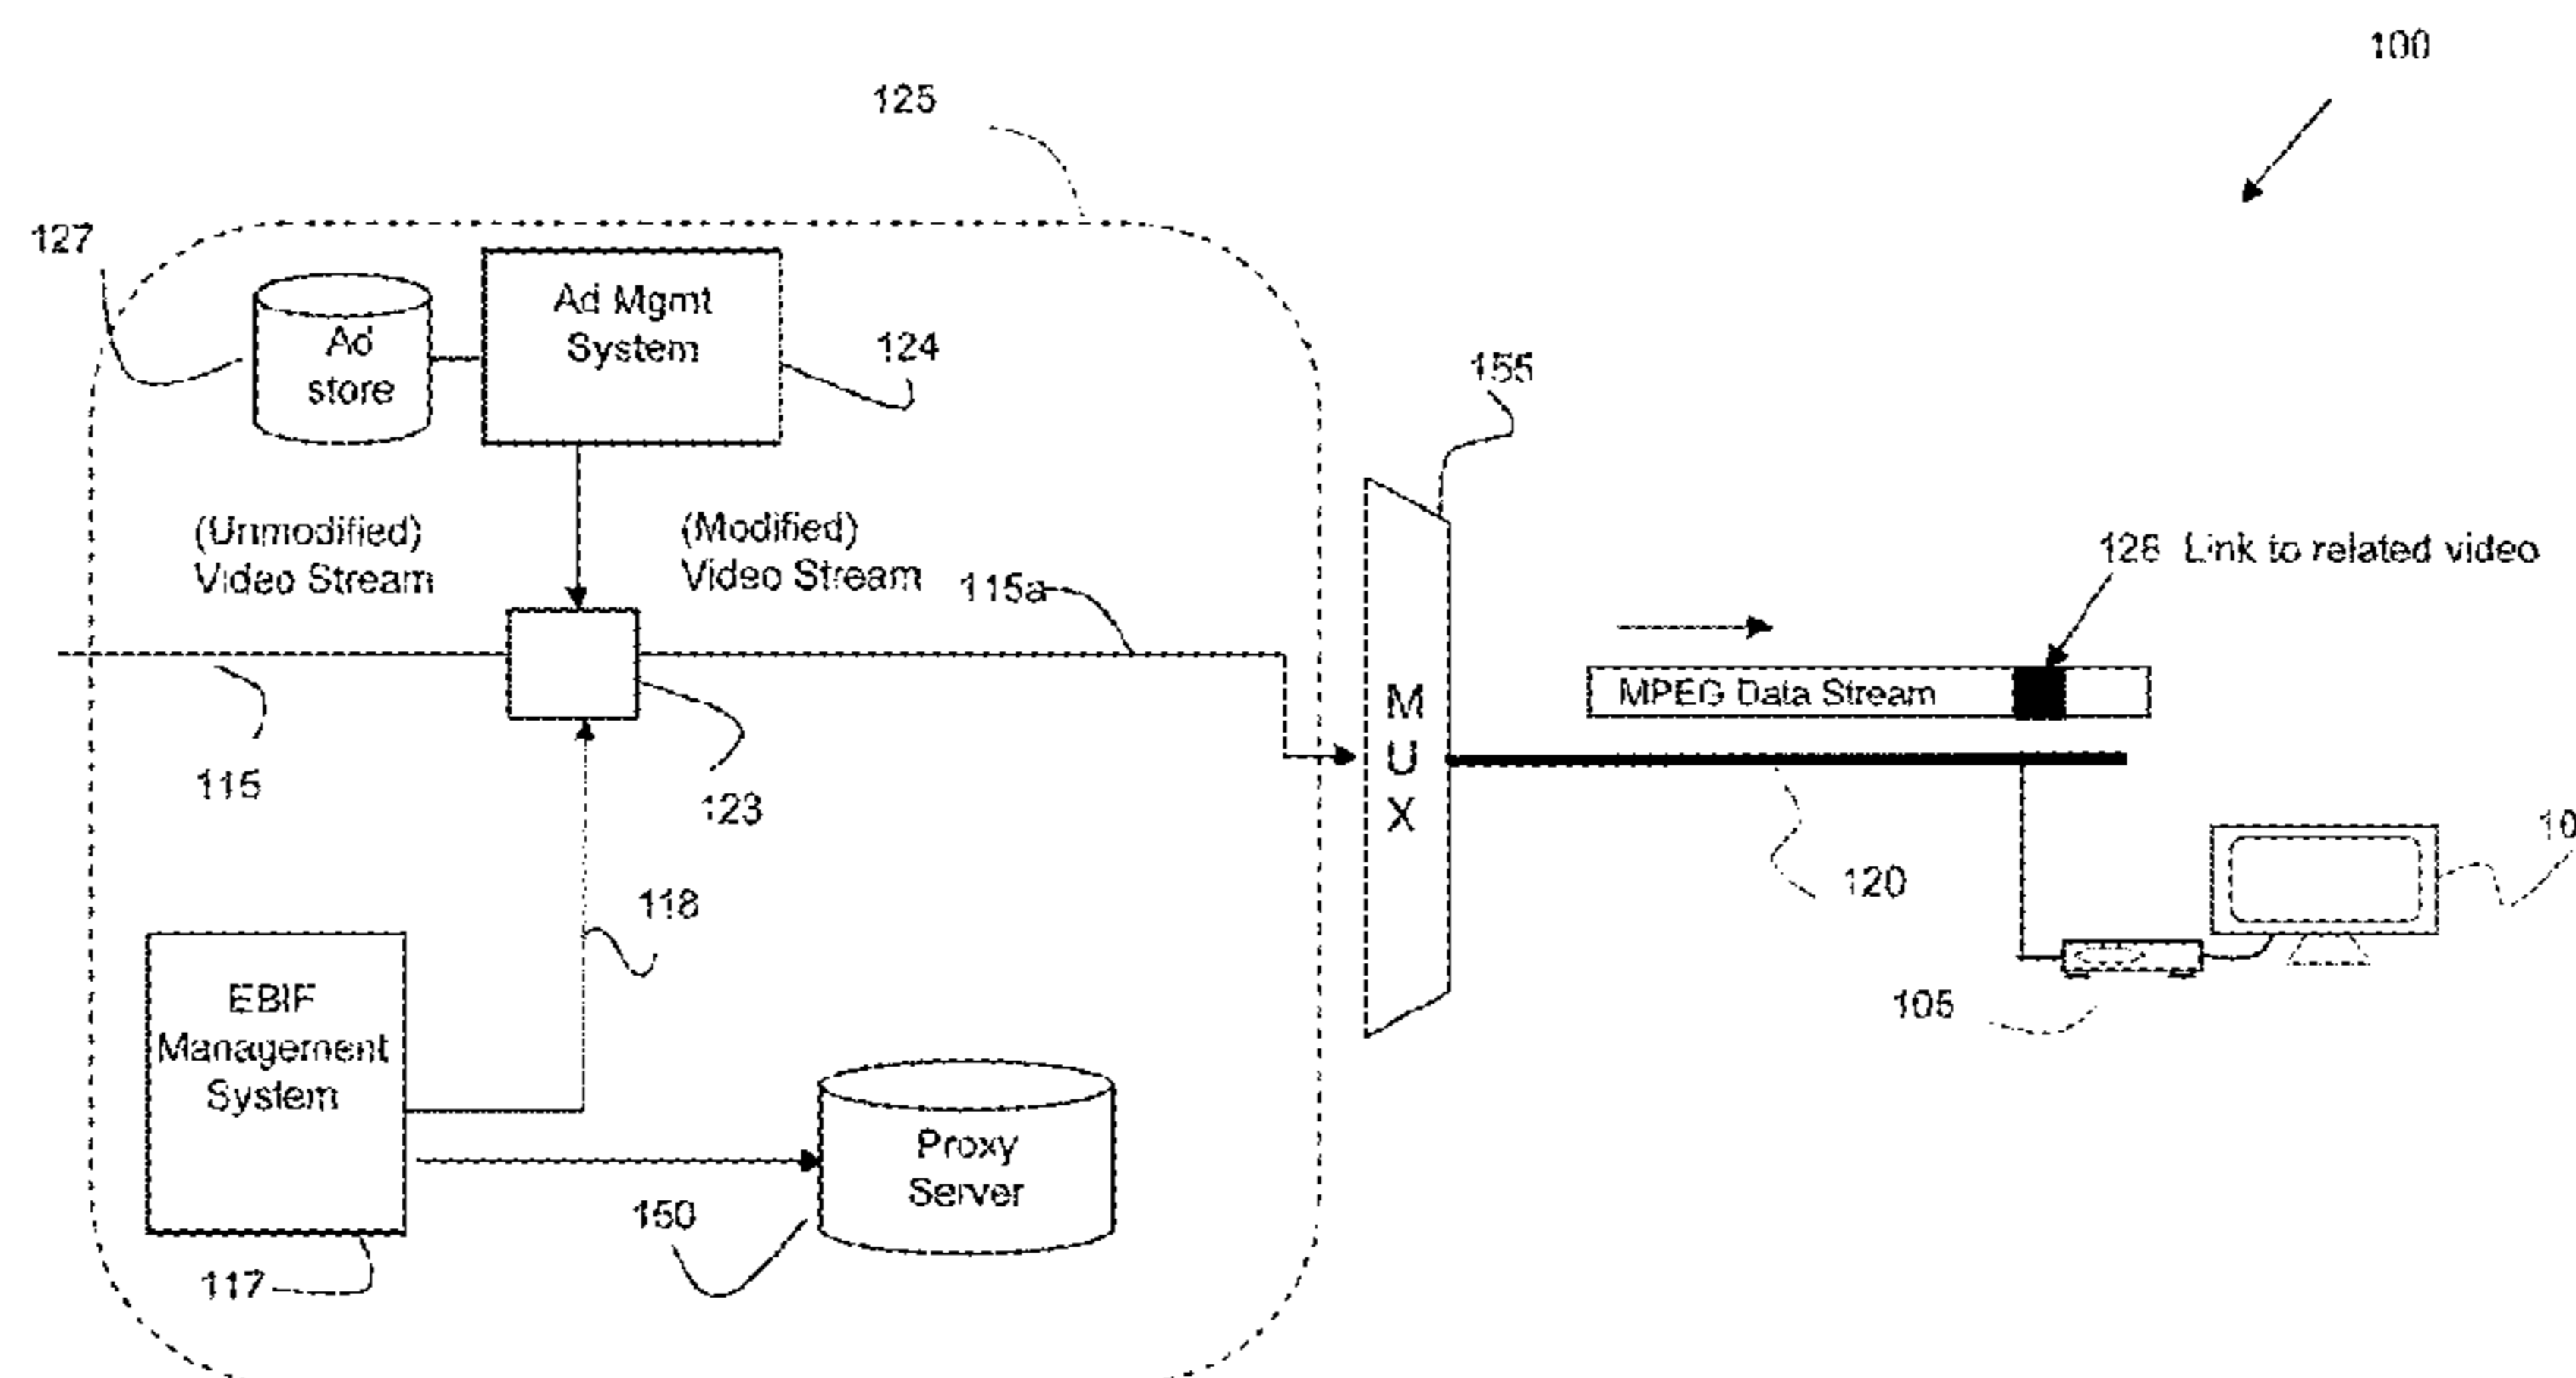 100
125
127
Ad
store
Ad Mgmt
System
124
155
(Unmodified)
Video Stream
(Modified)
Video Stream
115a
128 Link to related video
MPEG Data Stream
M
U
X
115
123
118
120
10
105
EBIF
Management
System
Proxy
Server
150
117